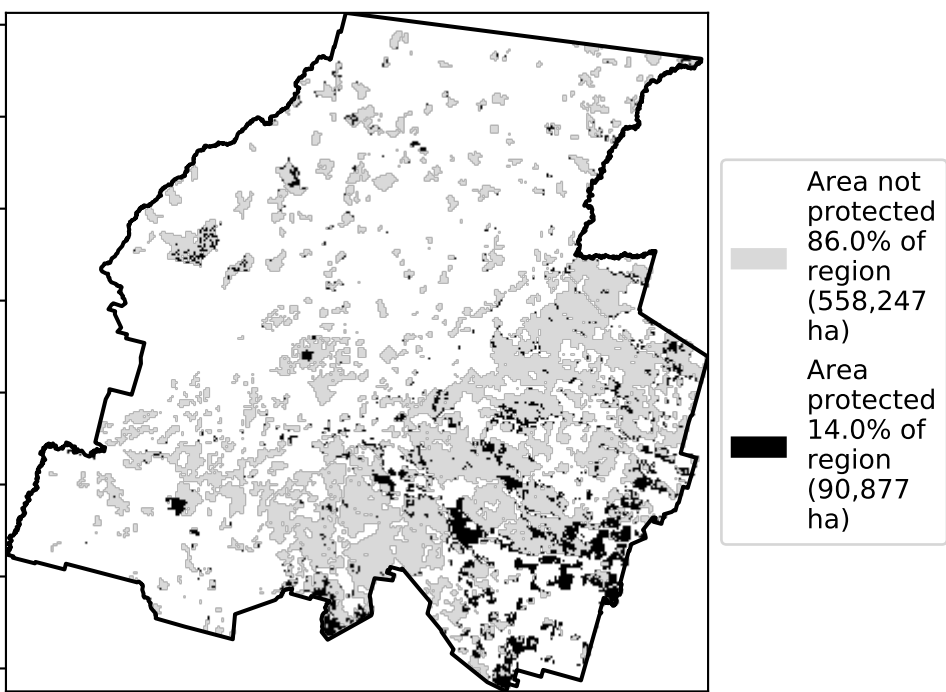 Area not
protected
86.0% of
region
(558,247
ha)
Area
protected
14.0% of
region
(90,877
ha)